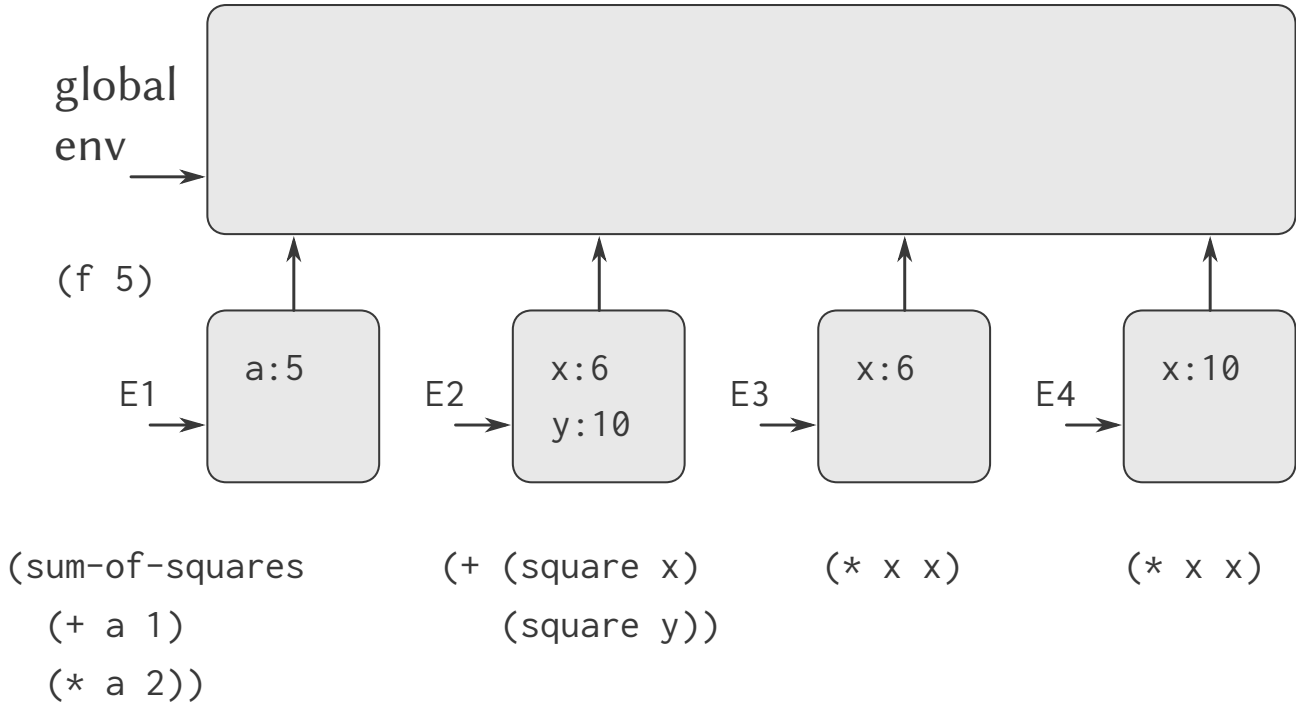 global
env
(f 5)
E1
a:5
E2
x:6
y:10
E3
x:6
E4
x:10
(sum-of-squares
(+ a 1)
(* a 2))
(+ (square x)
(square y))
(* x x)
(* x x)